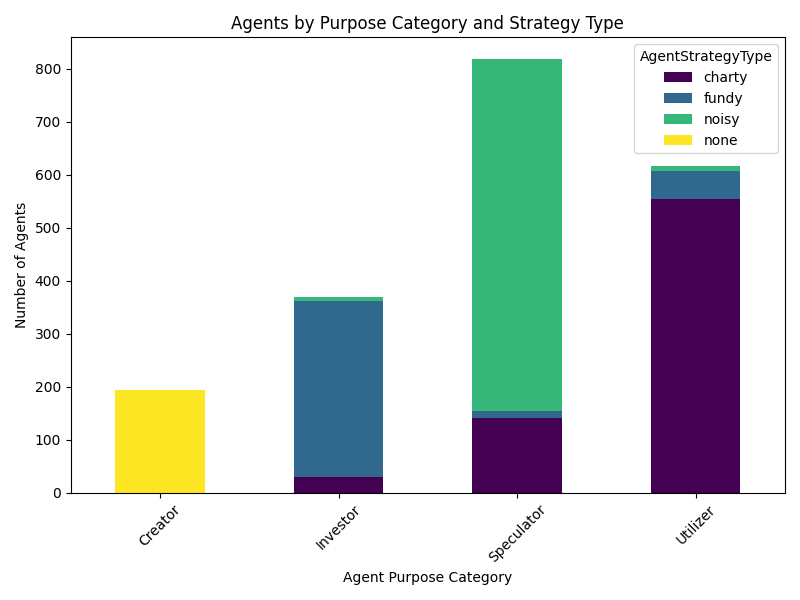 Agents by Purpose Category and Strategy Type
AgentStrategyType
charty
fundy
noisy
none
Number of Agents
800
700
600
500
400
300
200
100
0
Creator
Investor
Speculator
Utilizer
Agent Purpose Category